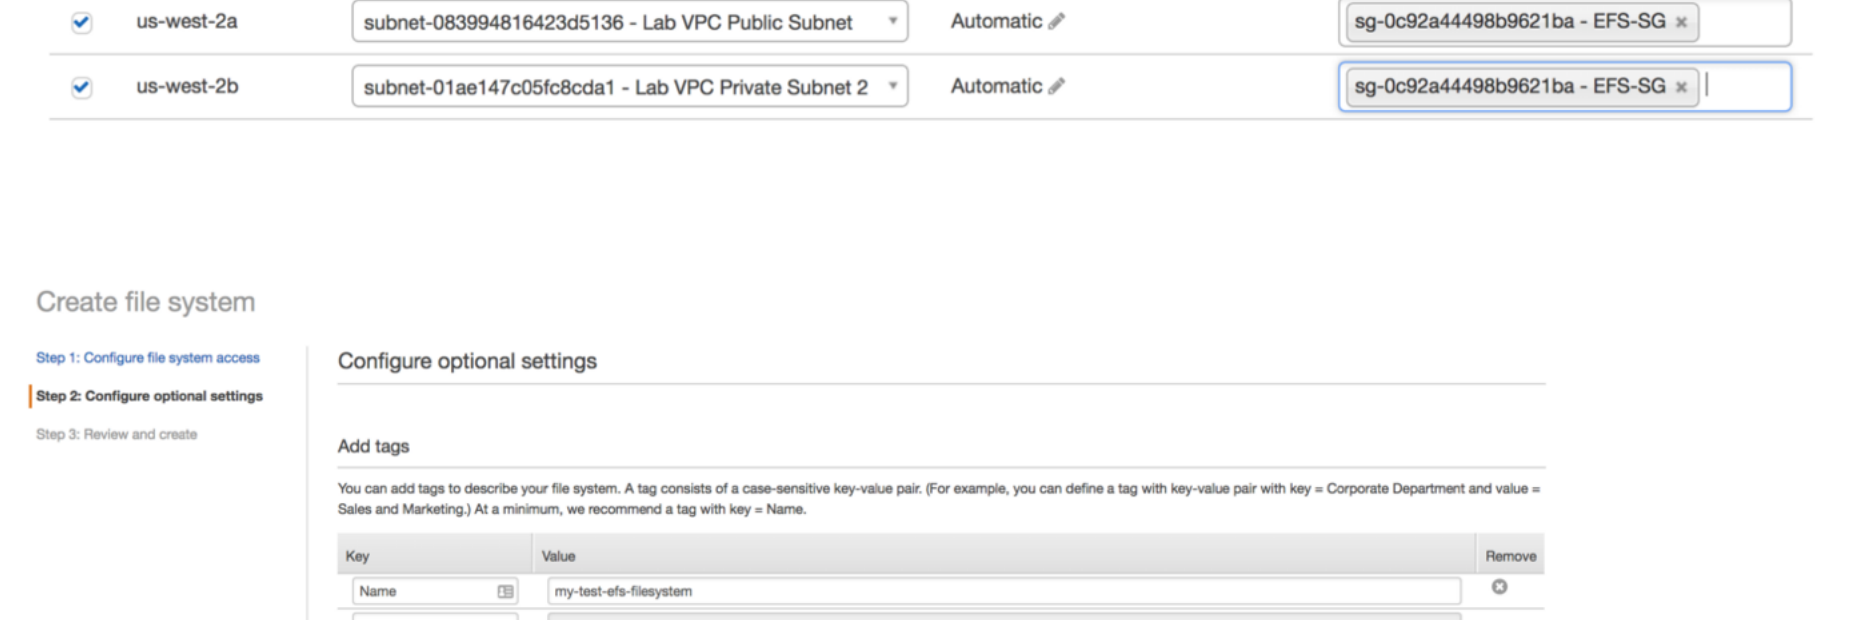 us-west-2a subnet-083994816423d5136 - Lab VPC Public Subnet Automatic sg-0c92a44498b9621ba - EFS-SG
us-west-2b subnet-01ae147c05fc8cda1 - Lab VPC Private Subnet 2 Automatic sg-0c92a44498b9621ba - EFS-SG
Create file system
Step 1: Configure file system access
Step 2: Configure optional settings
Step 3: Review and create
Configure optional settings
Add tags
You can add tags to describe your file system. A tag consists of a case-sensitive key-value pair. (For example, you can define a tag with key-value pair with key = Corporate Department and value =
Sales and Marketing.) At a minimum, we recommend a tag with key = Name.
Key Value Remove
Name my-test-efs-filesystem